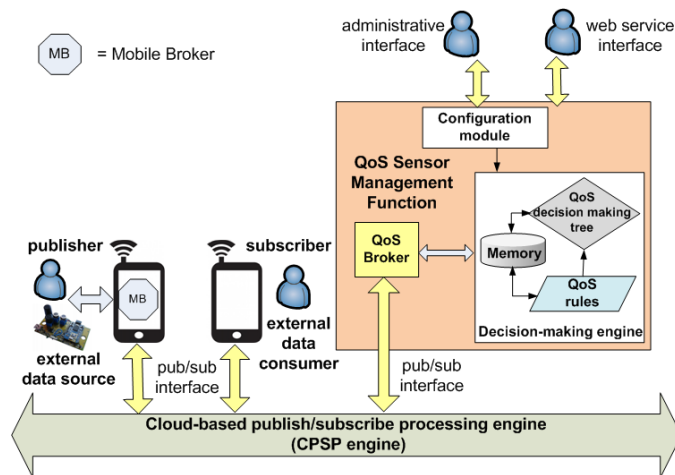 administrative
interface
web service
interface
MB
= Mobile Broker
Configuration
module
QoS Sensor
Management
Function
QoS
decision making
tree
QoS
Broker
Memory
QoS
rules
Decision-making engine
publisher
subscriber
MB
external
data source
external
data
consumer
pub/sub
interface
pub/sub
interface
Cloud-based publish/subscribe processing engine
(CPSP engine)